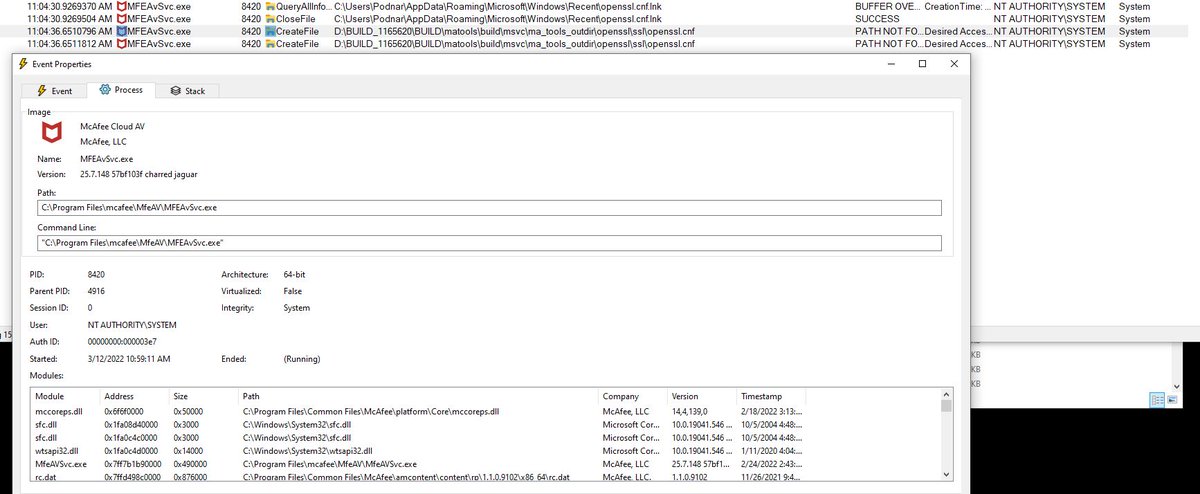 11:04:30.9269370 AM MFEAvSvc.exe 8420 QueryAllInfo... C:\Users\Podnar\AppData\Roaming\Microsoft\Windows\Recent\openssl.cnf.lnk BUFFER OVE... CreationTime: ... NT AUTHORITY\SYSTEM System
11:04:30.9269505 AM MFEAvSvc.exe 8420 CloseFile C:\Users\Podnar\AppData\Roaming\Microsoft\Windows\Recent\openssl.cnf.lnk SUCCESS NT AUTHORITY\SYSTEM System
11:04:36.6510796 AM MFEAvSvc.exe 8420 CreateFile D:\BUILD_1165620\BUILD\matools\build\msvc\ma_tools_outdir\openssl\ssl\openssl.cnf PATH NOT FO... Desired Acces... NT AUTHORITY\SYSTEM System
11:04:36.6511812 AM MFEAvSvc.exe 8420 CreateFile D:\BUILD_1165620\BUILD\matools\build\msvc\ma_tools_outdir\openssl\ssl\openssl.cnf PATH NOT FO... Desired Acces... NT AUTHORITY\SYSTEM System
Event Properties
Event Process Stack
Image
McAfee Cloud AV
McAfee, LLC
Name: MFEAvSvc.exe
Version: 25.7.148 57bf103f charred jaguar
Path:
C:\Program Files\mcafee\MfeAV\MFEAvSvc.exe
Command Line:
"C:\Program Files\mcafee\MfeAV\MFEAvSvc.exe"
PID: 8420 Architecture: 64-bit
Parent PID: 4916 Virtualized: False
Session ID: 0 Integrity: System
User: NT AUTHORITY\SYSTEM
Auth ID: 00000000:000003e7
Started: 3/12/2022 10:59:11 AM Ended: (Running)
Modules:
Module Address Size Path Company Version Timestamp
mccoreps.dll 0x6f6f0000 0x50000 C:\Program Files\Common Files\McAfee\platform\Core\mccoreps.dll McAfee, LLC 14,4,139,0 2/18/2022 3:13:...
sfc.dll 0x1fa08d40000 0x3000 C:\Windows\System32\sfc.dll Microsoft Cor... 10.0.19041.546 ... 10/5/2004 4:48:...
sfc.dll 0x1fa0c4c0000 0x3000 C:\Windows\System32\sfc.dll Microsoft Cor... 10.0.19041.546 ... 10/5/2004 4:48:...
wtsapi32.dll 0x1fa0c4d0000 0x14000 C:\Windows\System32\wtsapi32.dll Microsoft Cor... 10.0.19041.546 ... 1/11/2020 4:04:...
MfeAVSvc.exe 0x7ff7b1b90000 0x490000 C:\Program Files\mcafee\MfeAV\MfeAVSvc.exe McAfee, LLC 25.7.148 57bf1... 2/24/2022 2:43:...
rc.dat 0x7ffd498c0000 0x876000 C:\Program Files\Common Files\McAfee\amcontent\content\rp\1.1.0.9102\x86_64\rc.dat McAfee, LLC. 1.1.0.9102 11/26/2021 9:4...
15
KB
KB
KB